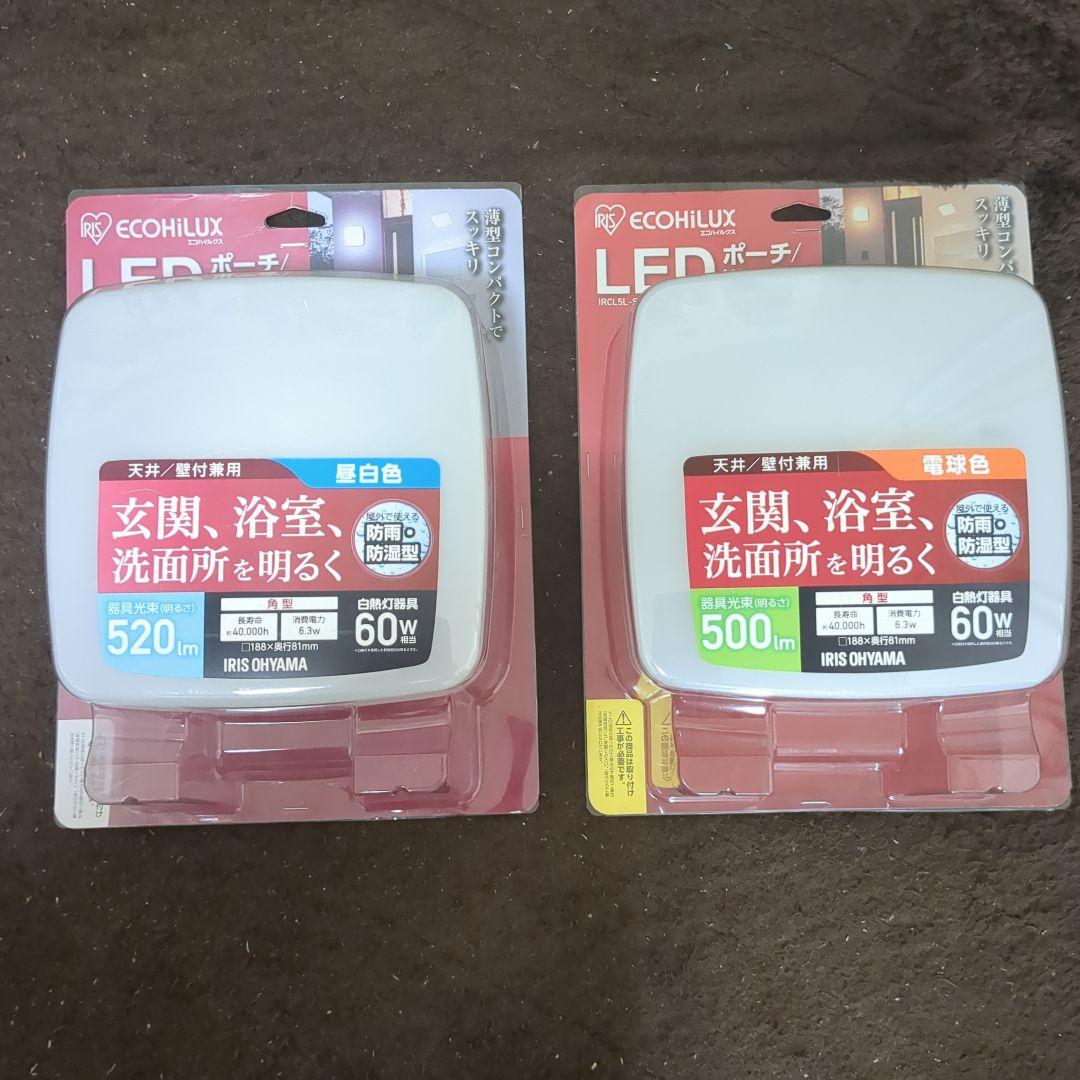 IRIS ECOHiLUX
エコハイルクス
LED ポーチ/
薄型コンパクトで
スッキリ
天井/壁付兼用
昼白色
玄関、浴室、
洗面所を明るく
屋外で使える
防雨・
防湿型
器具光束(明るさ)
520lm
角型
長寿命
約40,000h
消費電力
6.3w
□188×奥行81mm
白熱灯器具
60W相当
IRIS OHYAMA
IRIS ECOHiLUX
エコハイルクス
LED ポーチ/
IRCL5L-S
薄型コンパ
スッキリ
天井/壁付兼用
電球色
玄関、浴室、
洗面所を明るく
屋外で使える
防雨・
防湿型
器具光束(明るさ)
500lm
角型
長寿命
約40,000h
消費電力
6.3w
□188×奥行81mm
白熱灯器具
60W相当
IRIS OHYAMA
この商品は取り付け
工事が必要です。